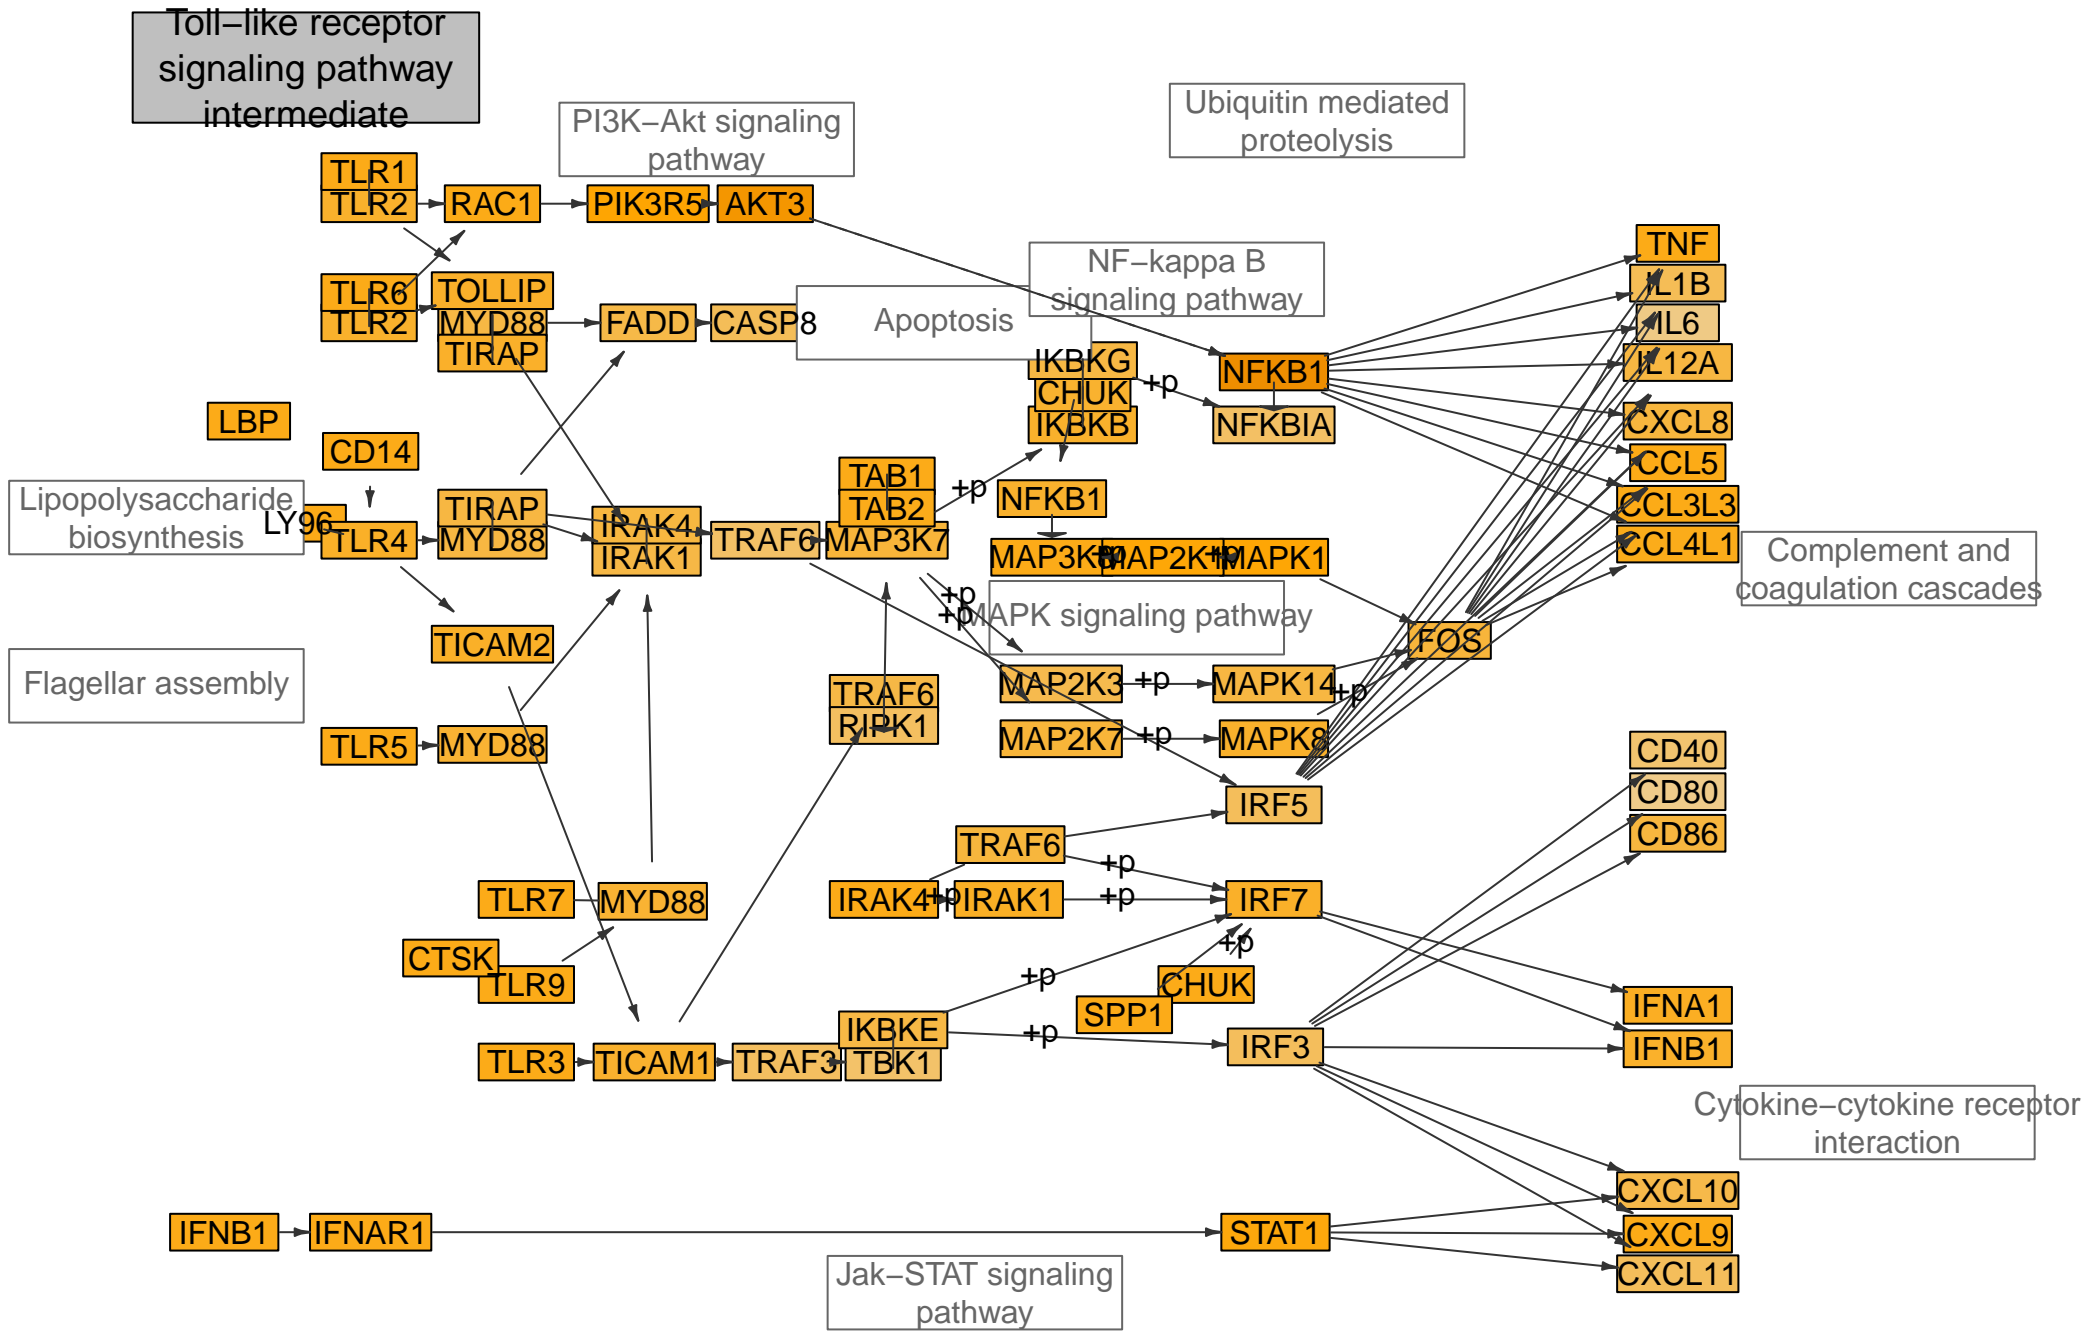 Toll−like receptor
signaling pathway
intermediate
PI3K−Akt signaling
pathway
Ubiquitin mediated
proteolysis
TLR1
TLR2
RAC1
PIK3R5
AKT3
TNF
NF−kappa B
signaling pathway
IL1B
TLR6
TLR2
TOLLIP
MYD88
TIRAP
FADD
CASP8
Apoptosis
IL6
IKBKG
CHUK
IKBKB
+p
NFKB1
NFKBIA
IL12A
LBP
CD14
CXCL8
CCL5
Lipopolysaccharide
biosynthesis
LY96
TLR4
TIRAP
MYD88
IRAK4
IRAK1
TRAF6
TAB1
TAB2
MAP3K7
+p
NFKB1
MAP3K8
+p
MAP2K1
+p
MAPK1
CCL3L3
CCL4L1
Complement and
coagulation cascades
+p
+p
MAPK signaling pathway
FOS
TICAM2
Flagellar assembly
TRAF6
RIPK1
MAP2K3
+p
MAPK14
+p
TLR5
MYD88
MAP2K7
+p
MAPK8
CD40
CD80
CD86
IRF5
TRAF6
+p
TLR7
MYD88
IRAK4
+p
IRAK1
+p
IRF7
CTSK
TLR9
+p
+p
CHUK
SPP1
IFNA1
IFNB1
TLR3
TICAM1
TRAF3
IKBKE
TBK1
+p
IRF3
Cytokine−cytokine receptor
interaction
CXCL10
CXCL9
CXCL11
IFNB1
IFNAR1
STAT1
Jak−STAT signaling
pathway